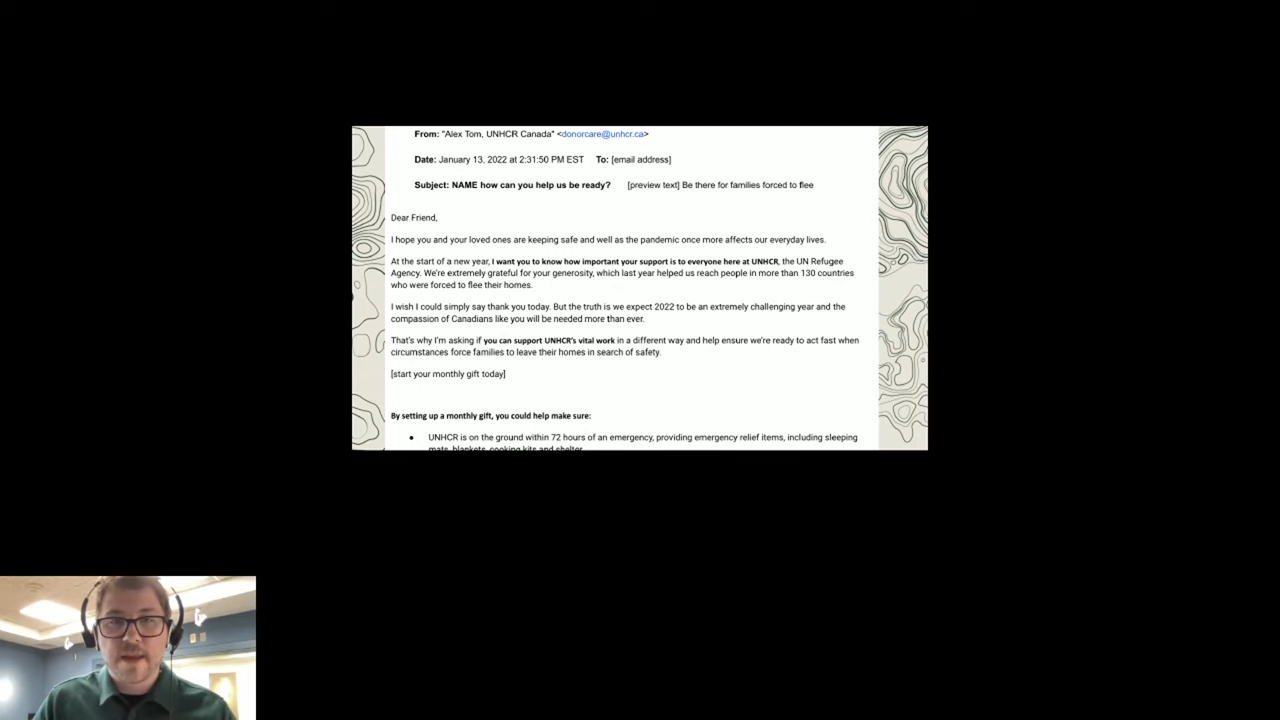 From: "Alex Tom, UNHCR Canada" <donorcare@unhcr.ca>
Date: January 13, 2022 at 2:31:50 PM EST To: [email address]
Subject: NAME how can you help us be ready? [preview text] Be there for families forced to flee
Dear Friend,
I hope you and your loved ones are keeping safe and well as the pandemic once more affects our everyday lives.
At the start of a new year, I want you to know how important your support is to everyone here at UNHCR, the UN Refugee
Agency. We're extremely grateful for your generosity, which last year helped us reach people in more than 130 countries
who were forced to flee their homes.
I wish I could simply say thank you today. But the truth is we expect 2022 to be an extremely challenging year and the
compassion of Canadians like you will be needed more than ever.
That's why I'm asking if you can support UNHCR's vital work in a different way and help ensure we're ready to act fast when
circumstances force families to leave their homes in search of safety.
[start your monthly gift today]
By setting up a monthly gift, you could help make sure:
● UNHCR is on the ground within 72 hours of an emergency, providing emergency relief items, including sleeping
mats, blankets, cooking kits and shelter